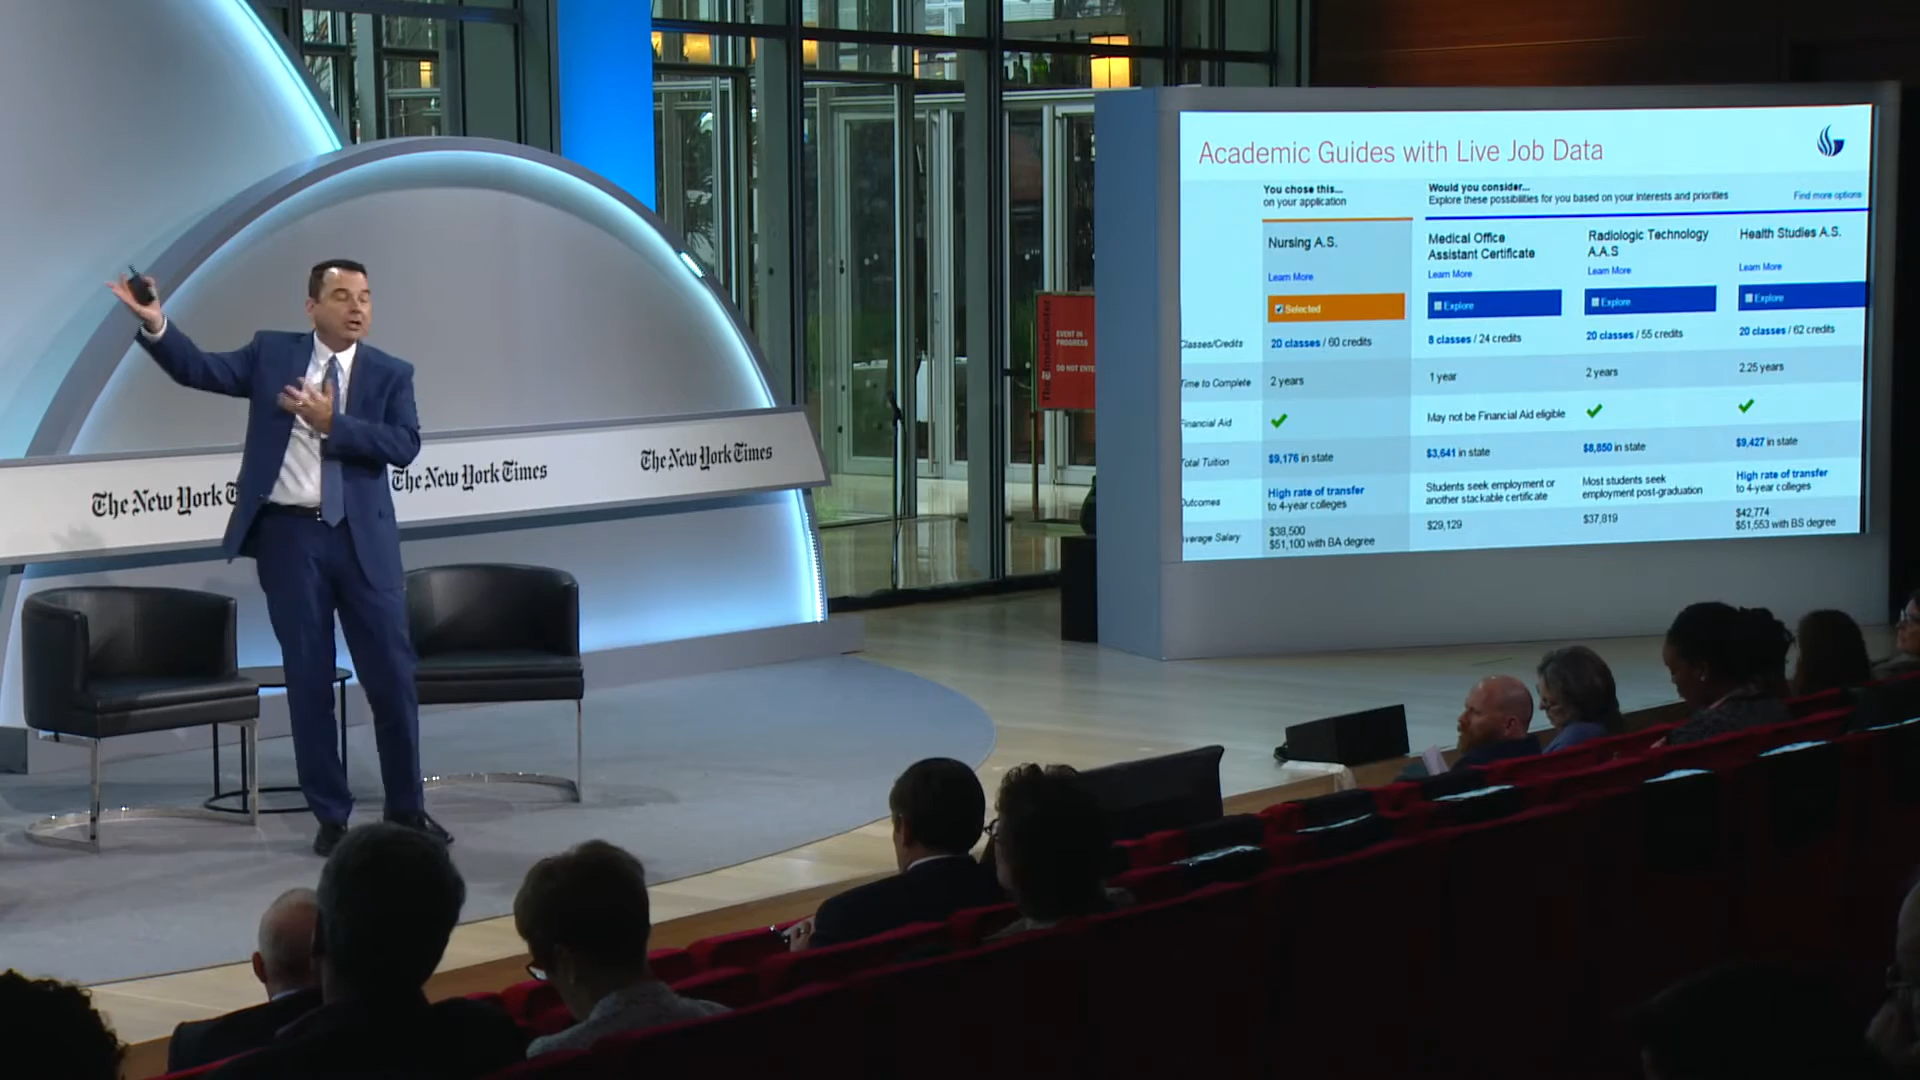 Academic Guides with Live Job Data
You chose this...
on your application
Would you consider...
Explore these possibilities for you based on your interests and priorities
Find more options
Nursing A.S.
Medical Office
Assistant Certificate
Radiologic Technology
A.A.S
Health Studies A.S.
Learn More
Learn More
Learn More
Learn More
Selected
Explore
Explore
Explore
Classes/Credits
20 classes / 60 credits
8 classes / 24 credits
20 classes / 55 credits
20 classes / 62 credits
Time to Complete
2 years
1 year
2 years
2.25 years
Financial Aid
May not be Financial Aid eligible
Total Tuition
$9,176 in state
$3,641 in state
$8,850 in state
$9,427 in state
Outcomes
High rate of transfer
to 4-year colleges
Students seek employment or
another stackable certificate
Most students seek
employment post-graduation
High rate of transfer
to 4-year colleges
verage Salary
$38,500
$51,100 with BA degree
$29,129
$37,819
$42,774
$51,553 with BS degree
EVENT IN
PROGRESS
DO NOT ENTE
The New York T
The New York Times
The New York Times